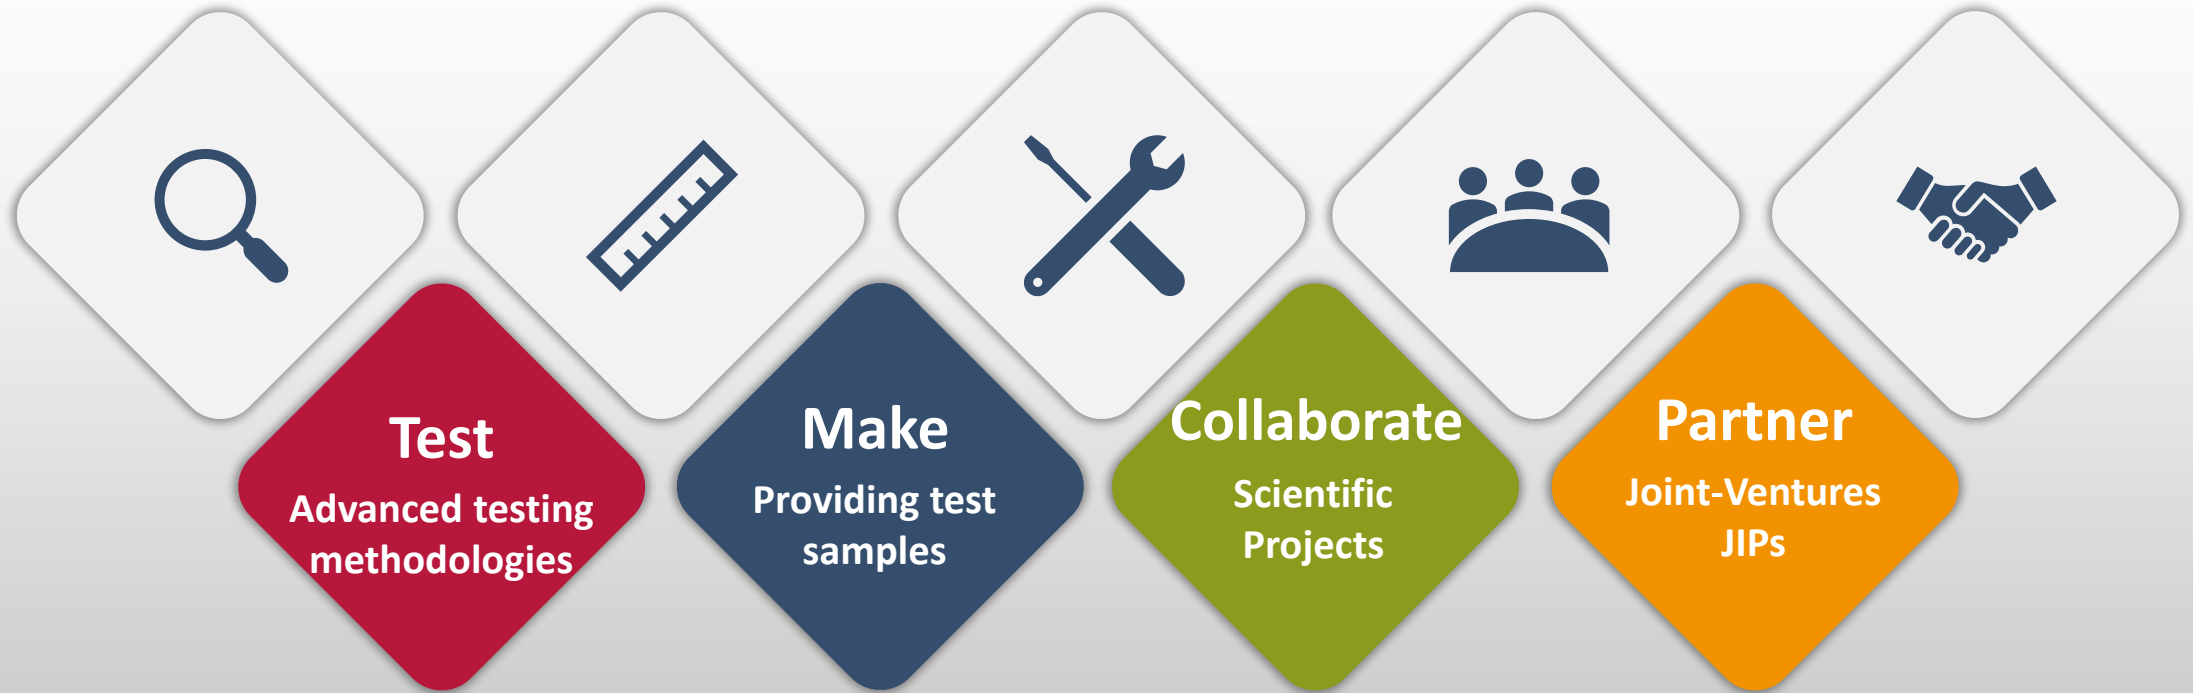 Test
Advanced testing
methodologies
Make
Providing test
samples
Collaborate
Scientific
Projects
Partner
Joint-Ventures
JIPs